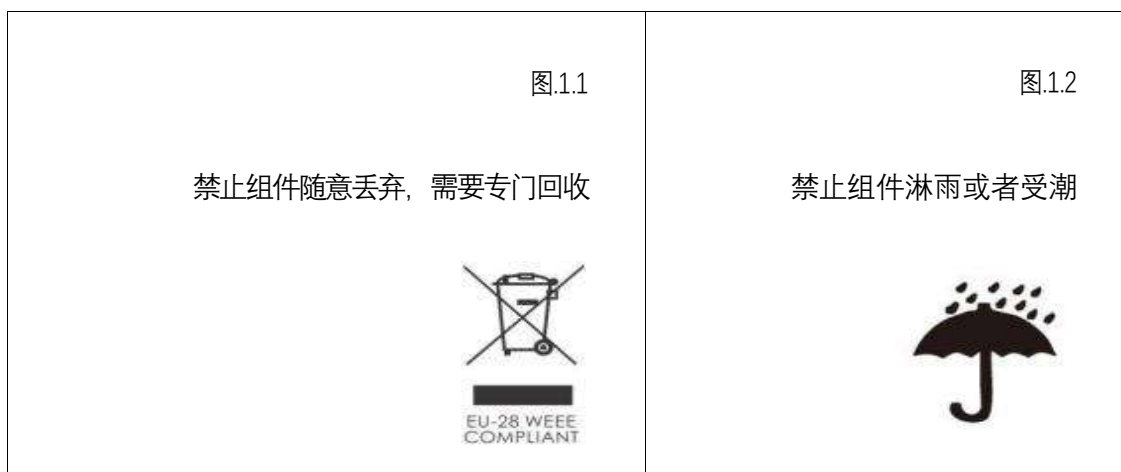 图.1.1
禁止组件随意丢弃，需要专门回收
EU-28 WEEE
COMPLIANT
图.1.2
禁止组件淋雨或者受潮